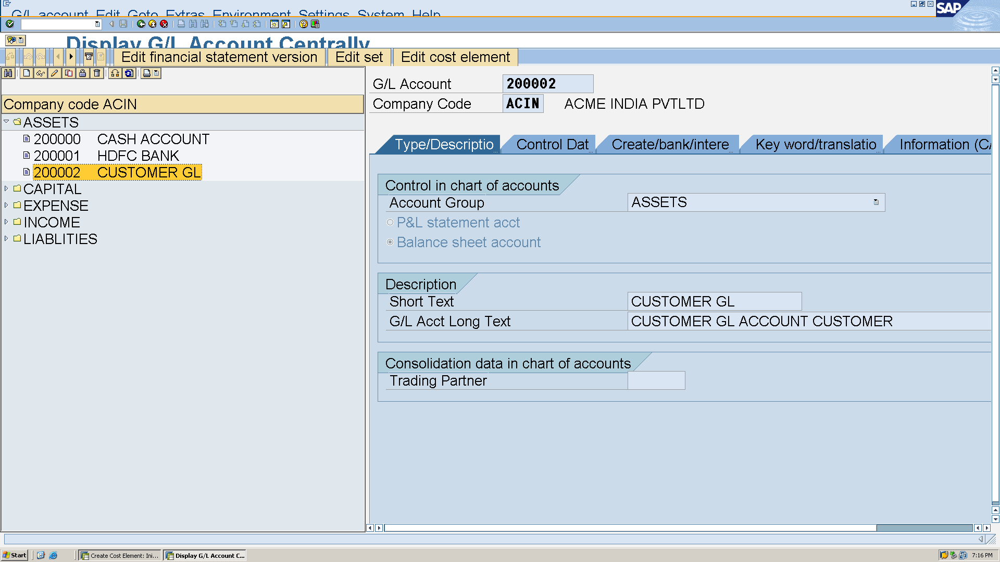 G/L account Edit Goto Extras Environment Settings System Help
SAP
Display G/L Account Centrally
Edit financial statement version Edit set Edit cost element
G/L Account 200002
Company Code ACIN ACME INDIA PVTLTD
Company code ACIN
ASSETS
200000 CASH ACCOUNT
200001 HDFC BANK
200002 CUSTOMER GL
CAPITAL
EXPENSE
INCOME
LIABLITIES
Type/Descriptio Control Dat Create/bank/intere Key word/translatio Information (C
Control in chart of accounts
Account Group ASSETS
P&L statement acct
Balance sheet account
Description
Short Text CUSTOMER GL
G/L Acct Long Text CUSTOMER GL ACCOUNT CUSTOMER
Consolidation data in chart of accounts
Trading Partner
Start Create Cost Element: Ini... Display G/L Account C... 7:16 PM